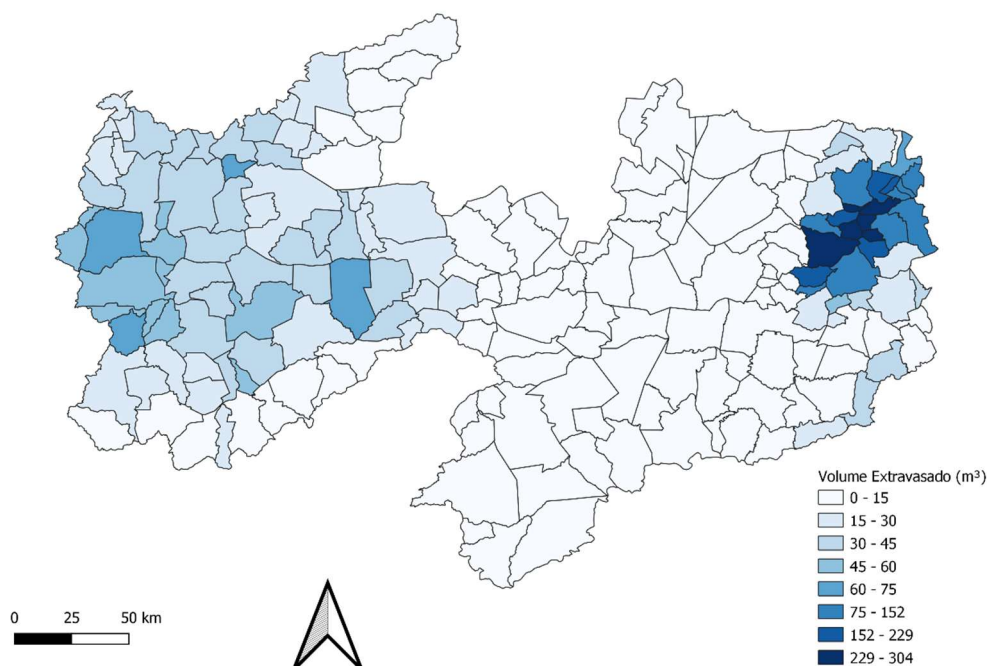 Volume Extravasado (m³)
0 - 15
15 - 30
30 - 45
45 - 60
60 - 75
75 - 152
152 - 229
229 - 304
0 25 50 km